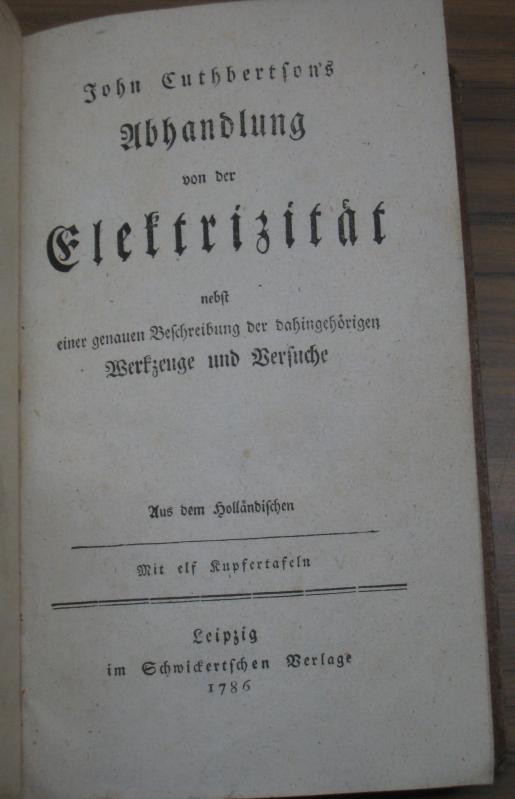 John Cuthbertſon's
Abhandlung
von der
Elektrizität
nebſt
einer genauen Beſchreibung der dahingehörigen
Werkzeuge und Verſuche
Aus dem Holländiſchen
Mit elf Kupfertafeln
Leipzig
im Schwickertſchen Verlage
1786